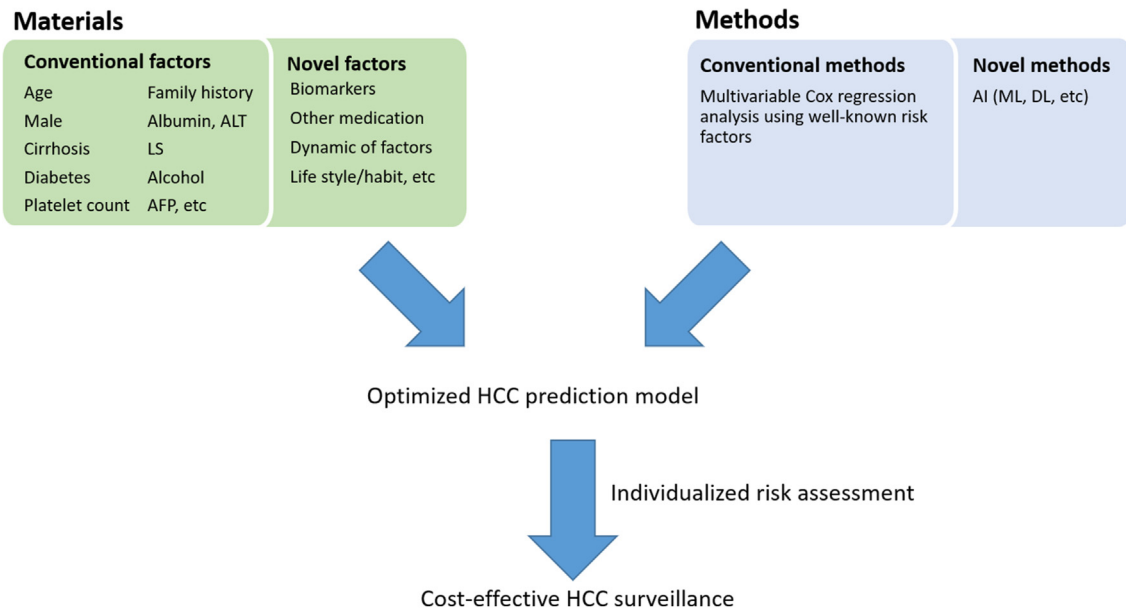 Materials
Conventional factors
Age
Male
Cirrhosis
Diabetes
Platelet count
Family history
Albumin, ALT
LS
Alcohol
AFP, etc
Novel factors
Biomarkers
Other medication
Dynamic of factors
Life style/habit, etc
Methods
Conventional methods
Multivariable Cox regression
analysis using well-known risk
factors
Novel methods
AI (ML, DL, etc)
Optimized HCC prediction model
Individualized risk assessment
Cost-effective HCC surveillance